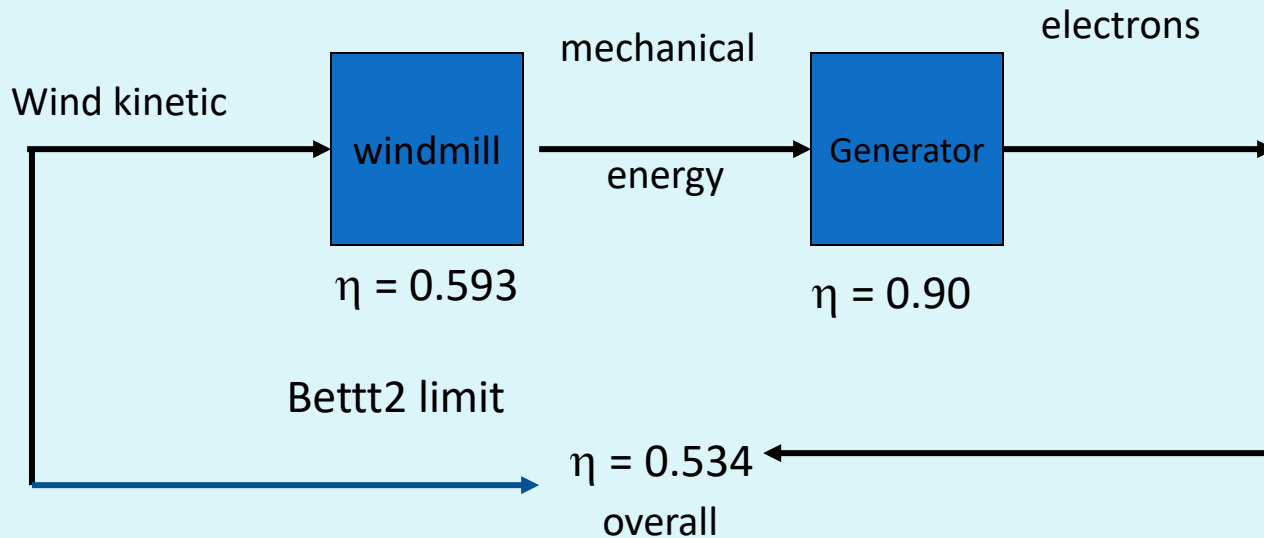 electrons
mechanical
Wind kinetic
windmill
Generator
energy
η = 0.593
η = 0.90
Bettt2 limit
η = 0.534
overall